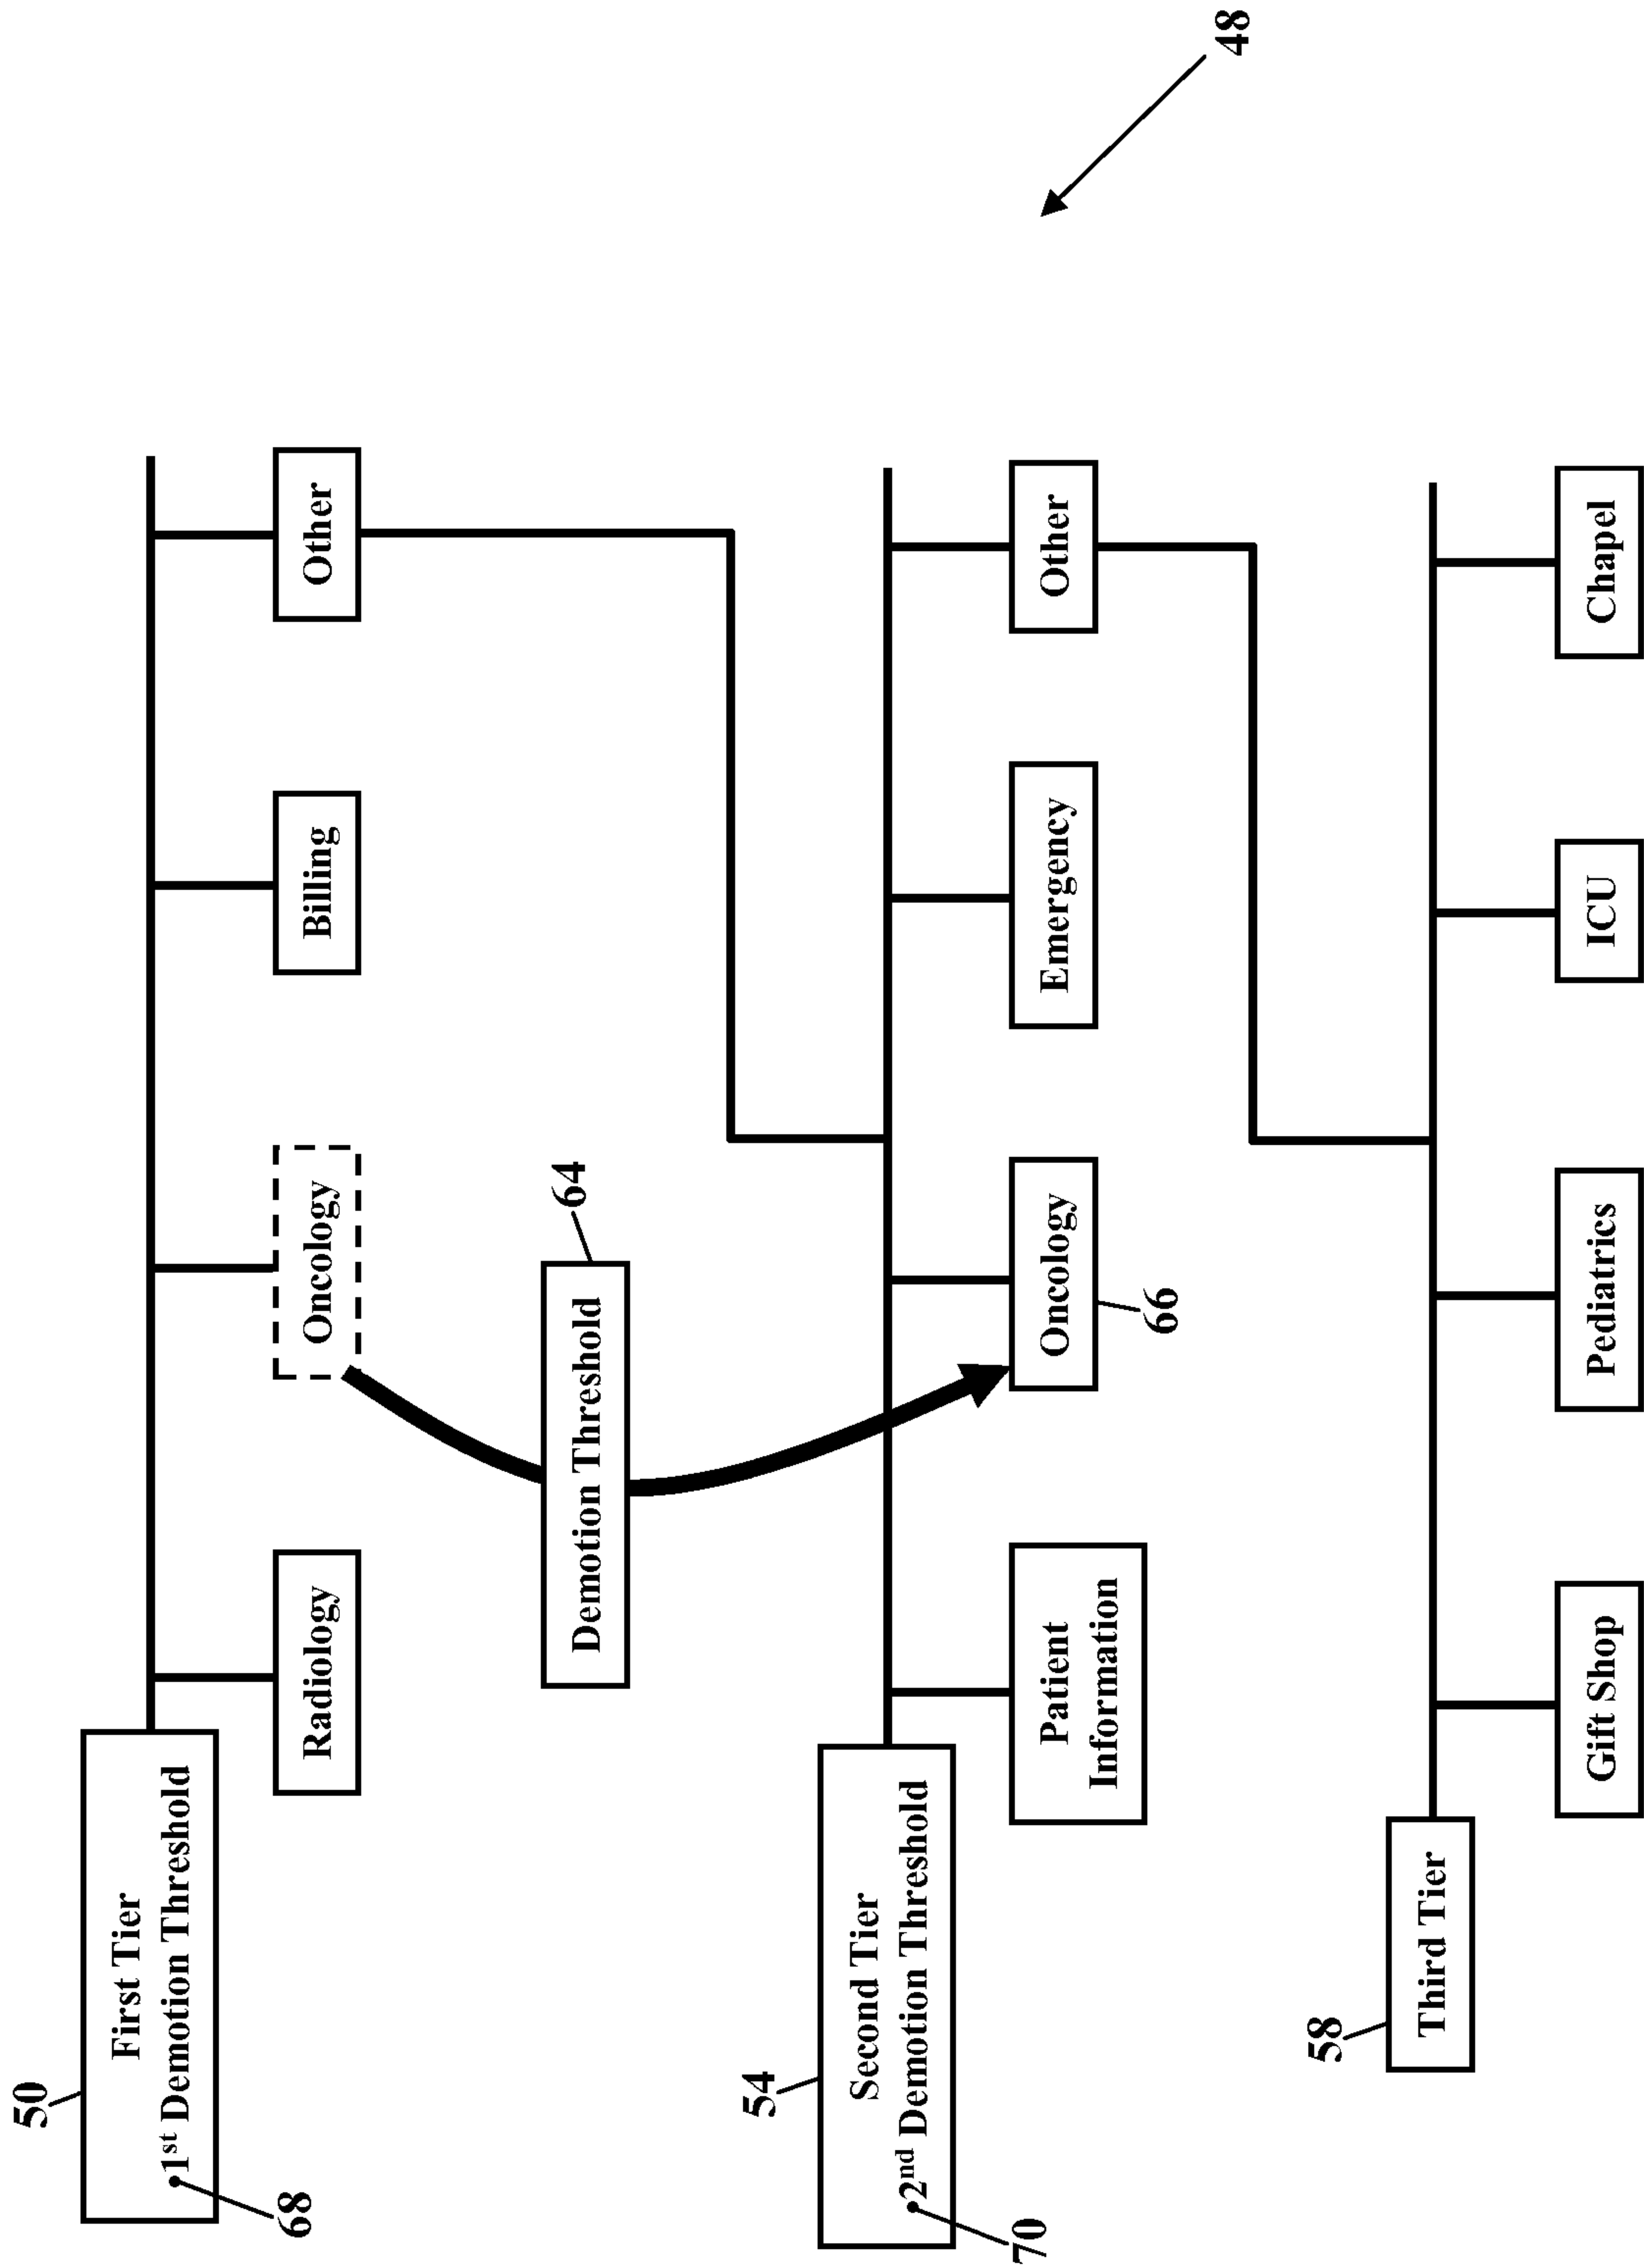 48
50
First Tier
•1st Demotion Threshold
68
Radiology
Oncology
Billing
Other
Demotion Threshold
64
54
Second Tier
•2nd Demotion Threshold
70
Patient
Information
Oncology
66
Emergency
Other
58
Third Tier
Gift Shop
Pediatrics
ICU
Chapel